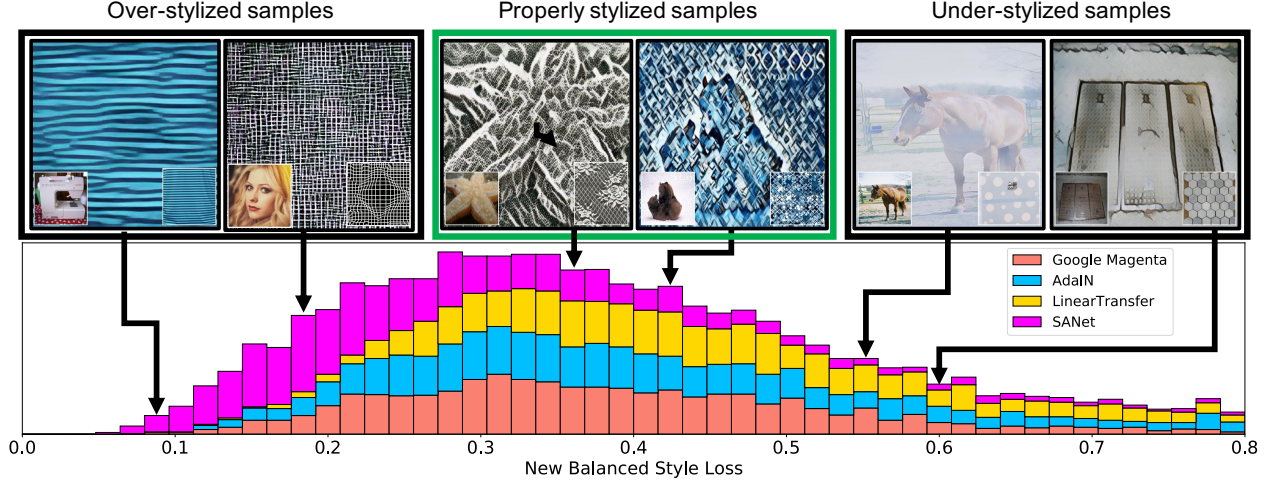 Over-stylized samples
Properly stylized samples
Under-stylized samples
Google Magenta
AdaIN
LinearTransfer
SANet
0.0 0.1 0.2 0.3 0.4 0.5 0.6 0.7 0.8
New Balanced Style Loss